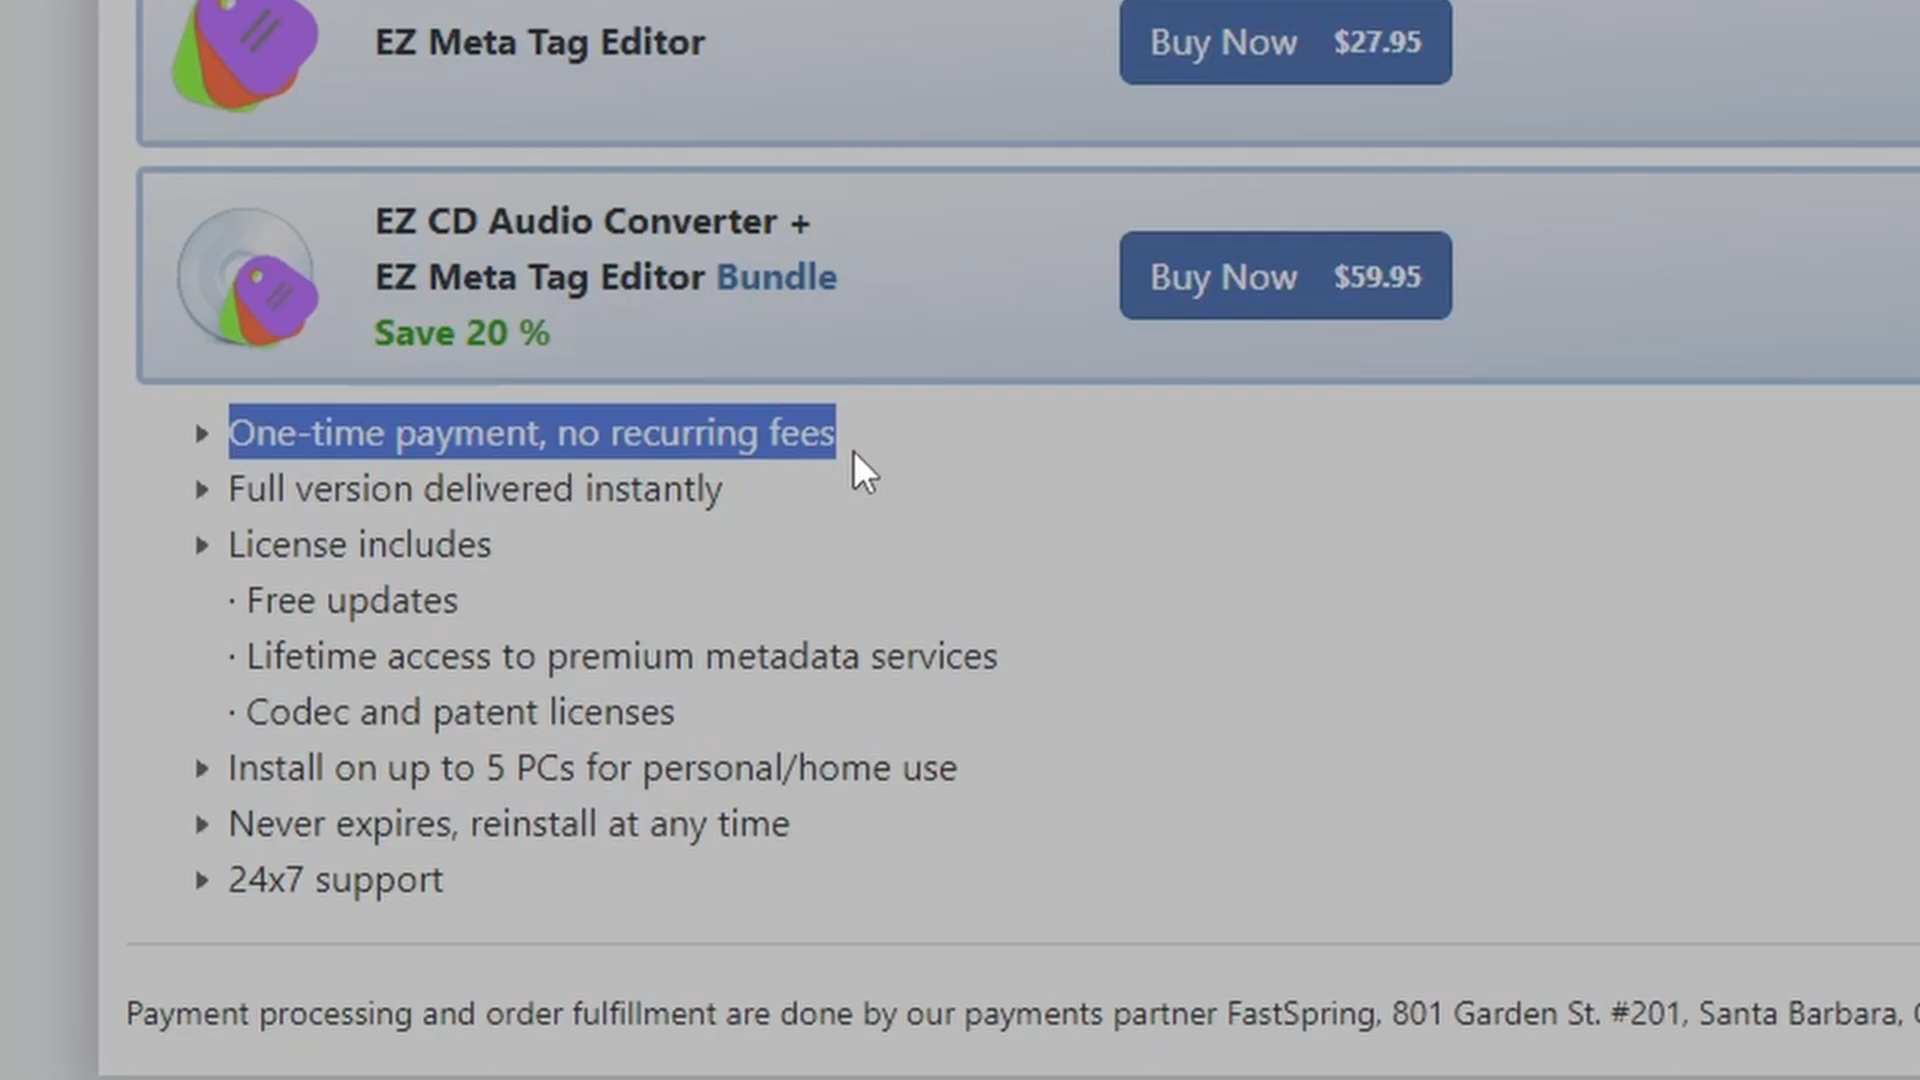 EZ Meta Tag Editor
Buy Now $27.95
EZ CD Audio Converter +
EZ Meta Tag Editor Bundle
Save 20 %
Buy Now $59.95
One-time payment, no recurring fees
Full version delivered instantly
License includes
· Free updates
· Lifetime access to premium metadata services
· Codec and patent licenses
Install on up to 5 PCs for personal/home use
Never expires, reinstall at any time
24x7 support
Payment processing and order fulfillment are done by our payments partner FastSpring, 801 Garden St. #201, Santa Barbara,